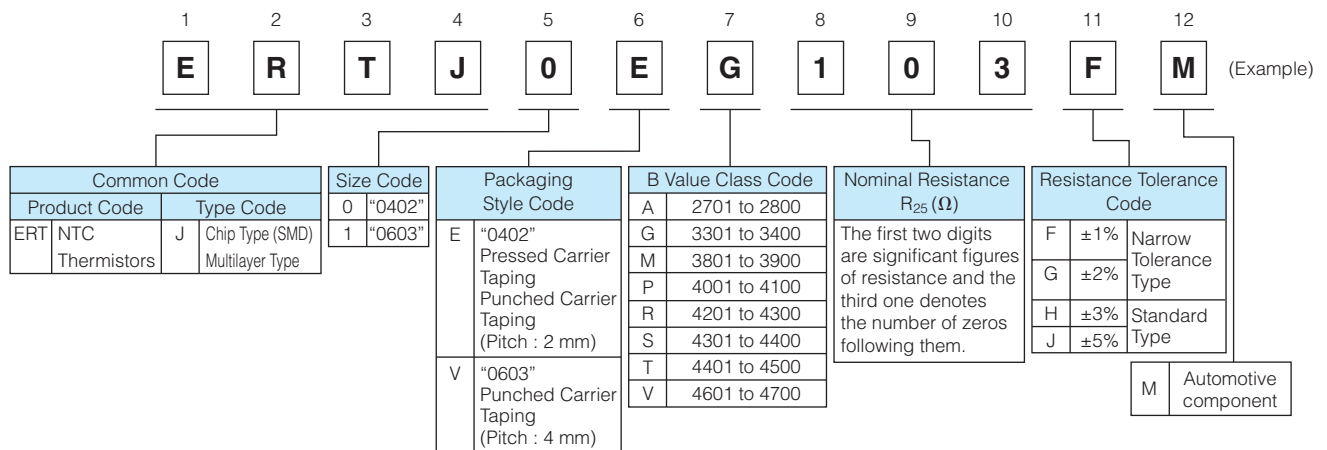 1 2 3 4 5 6 7 8 9 10 11 12
E R T J 0 E G 1 0 3 F M (Example)
Common Code
Product Code Type Code
ERT NTC Thermistors
J Chip Type (SMD)
Multilayer Type
Size Code
0 “0402”
1 “0603”
Packaging
Style Code
E “0402”
Pressed Carrier
Taping
Punched Carrier
Taping
(Pitch : 2 mm)
V “0603”
Punched Carrier
Taping
(Pitch : 4 mm)
B Value Class Code
A 2701 to 2800
G 3301 to 3400
M 3801 to 3900
P 4001 to 4100
R 4201 to 4300
S 4301 to 4400
T 4401 to 4500
V 4601 to 4700
Nominal Resistance
R25 (Ω)
The first two digits
are significant figures
of resistance and the
third one denotes
the number of zeros
following them.
Resistance Tolerance
Code
F ±1%
G ±2%
Narrow
Tolerance
Type
H ±3%
J ±5%
Standard
Type
M Automotive
component